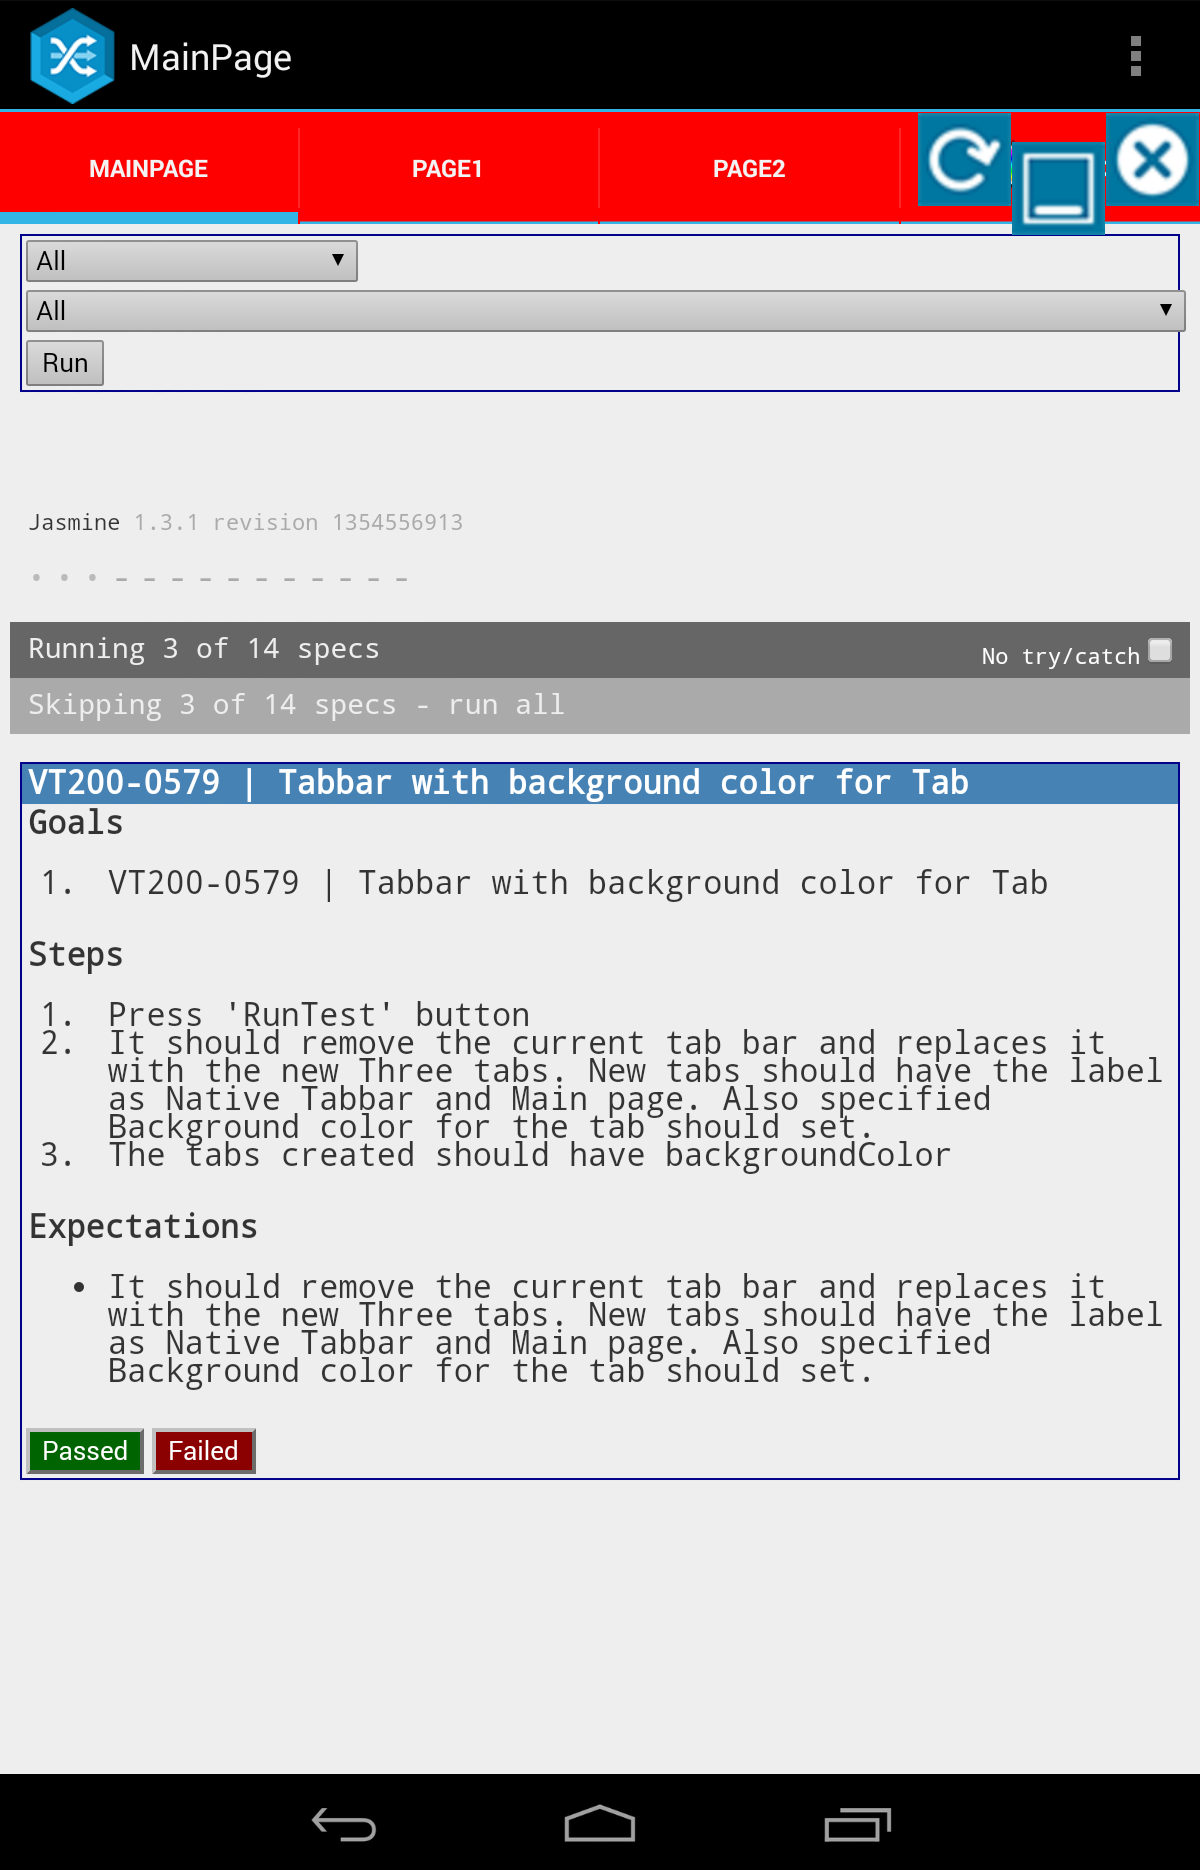 MainPage
MAINPAGE
PAGE1
PAGE2
All
All
Run
Jasmine 1.3.1 revision 1354556913
Running 3 of 14 specs
No try/catch
Skipping 3 of 14 specs - run all
VT200-0579 | Tabbar with background color for Tab
Goals
1. VT200-0579 | Tabbar with background color for Tab
Steps
1. Press 'RunTest' button
2. It should remove the current tab bar and replaces it
with the new Three tabs. New tabs should have the label
as Native Tabbar and Main page. Also specified
Background color for the tab should set.
3. The tabs created should have backgroundColor
Expectations
• It should remove the current tab bar and replaces it
with the new Three tabs. New tabs should have the label
as Native Tabbar and Main page. Also specified
Background color for the tab should set.
Passed
Failed